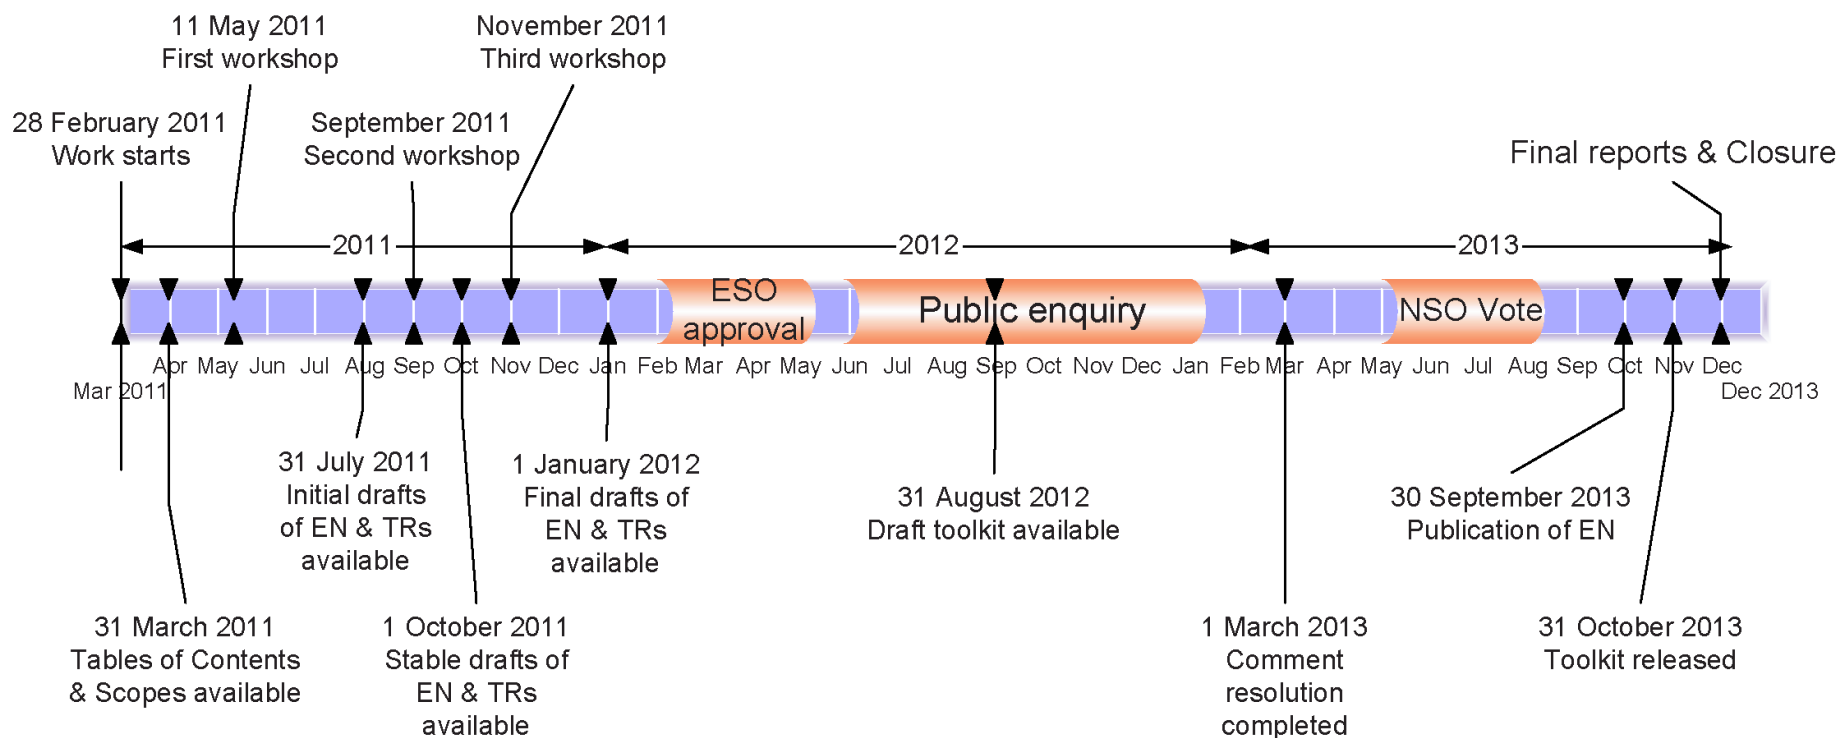 11 May 2011
First workshop
November 2011
Third workshop
28 February 2011
Work starts
September 2011
Second workshop
Final reports & Closure
2011
2012
2013
ESO
approval
Public enquiry
NSO Vote
Mar 2011
Apr May Jun Jul Aug Sep Oct Nov Dec Jan Feb Mar Apr May Jun Jul Aug Sep Oct Nov Dec Jan Feb Mar Apr May Jun Jul Aug Sep Oct Nov Dec
Dec 2013
31 July 2011
Initial drafts
of EN & TRs
available
1 January 2012
Final drafts of
EN & TRs
available
31 August 2012
Draft toolkit available
30 September 2013
Publication of EN
31 March 2011
Tables of Contents
& Scopes available
1 October 2011
Stable drafts of
EN & TRs
available
1 March 2013
Comment
resolution
completed
31 October 2013
Toolkit released